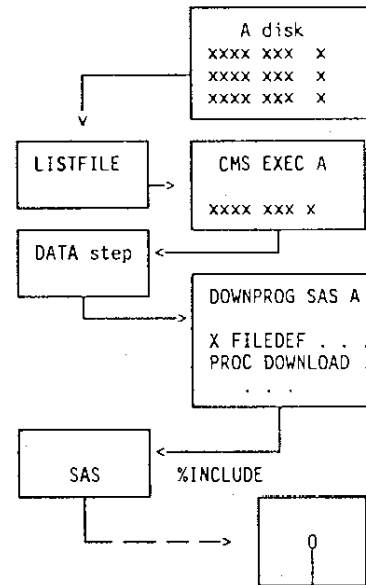 A disk
XXXX XXX X
XXXX XXX X
XXXX XXX X
LISTFILE
CMS EXEC A
XXXX XXX X
DATA step
DOWNPROG SAS A
X FILEDEF . . .
PROC DOWNLOAD .
. . .
SAS
%INCLUDE
O